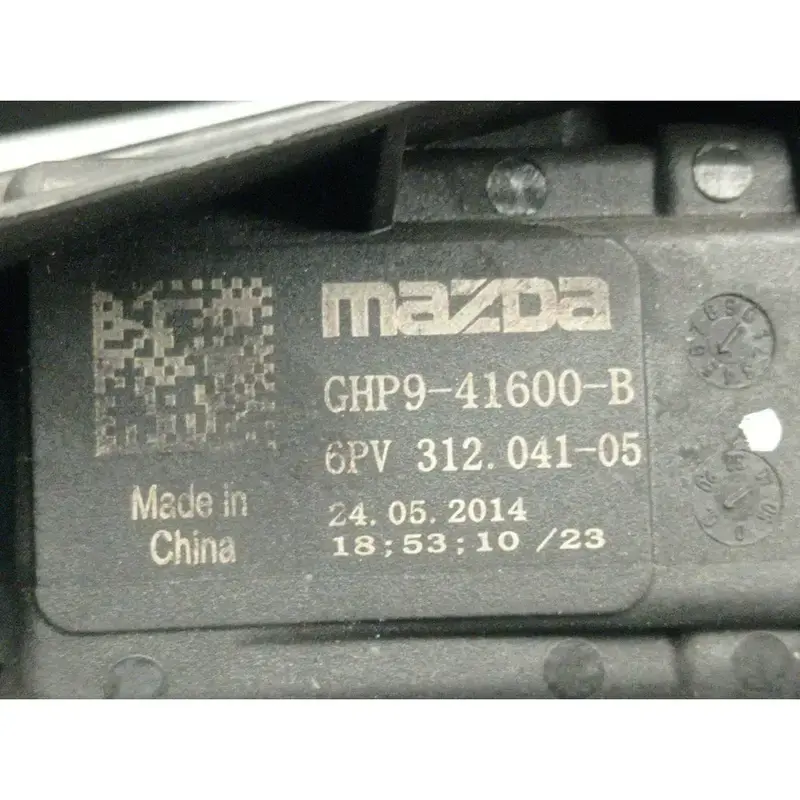 mazda
GHP9-41600-B
6PV 312.041-05
Made in
China
24.05.2014
18;53;10 /23